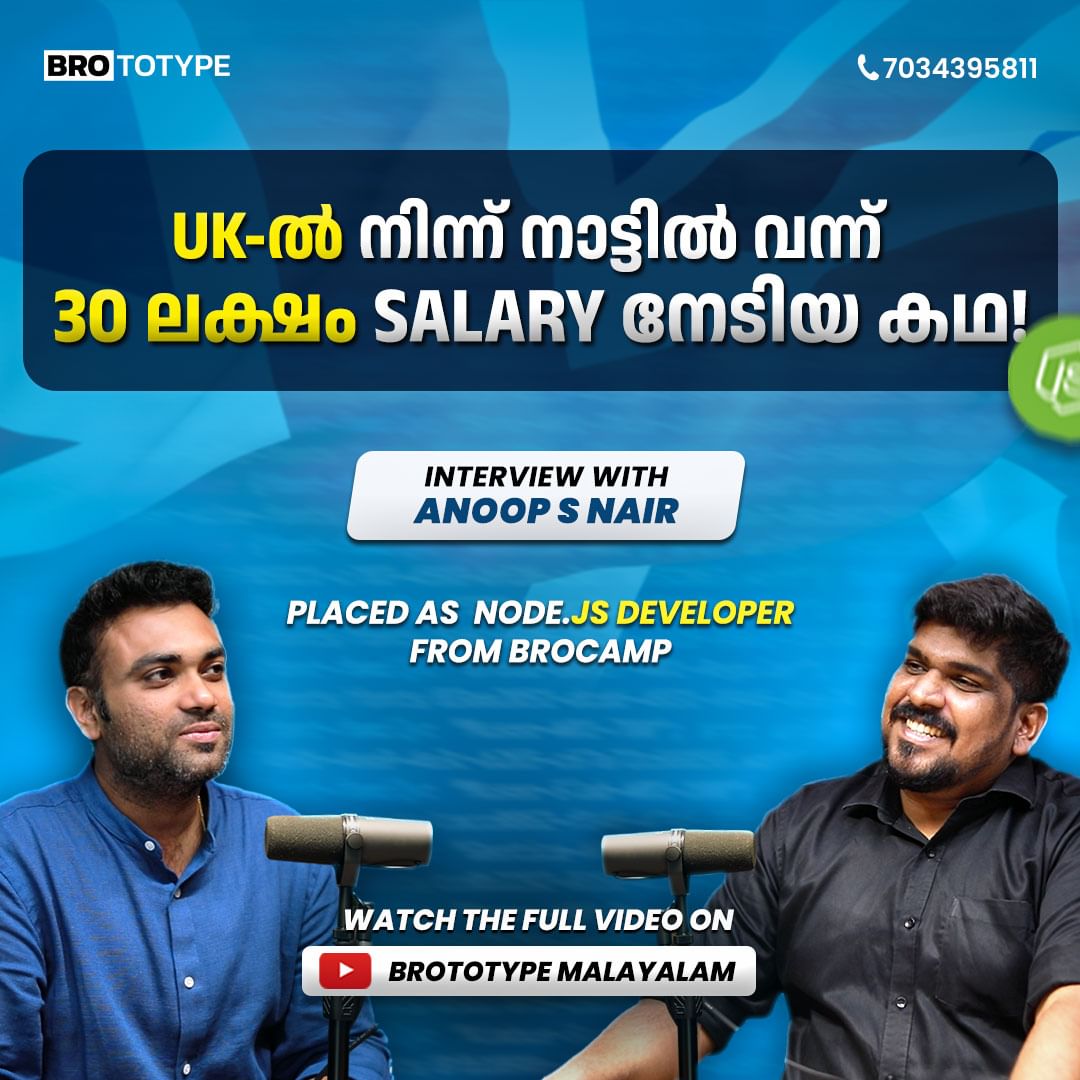 BROTOTYPE
7034395811
UK-ൽ നിന്ന് നാട്ടിൽ വന്ന്
30 ലക്ഷം SALARY നേടിയ കഥ!
INTERVIEW WITH
ANOOP S NAIR
PLACED AS NODE.JS DEVELOPER
FROM BROCAMP
WATCH THE FULL VIDEO ON
BROTOTYPE MALAYALAM